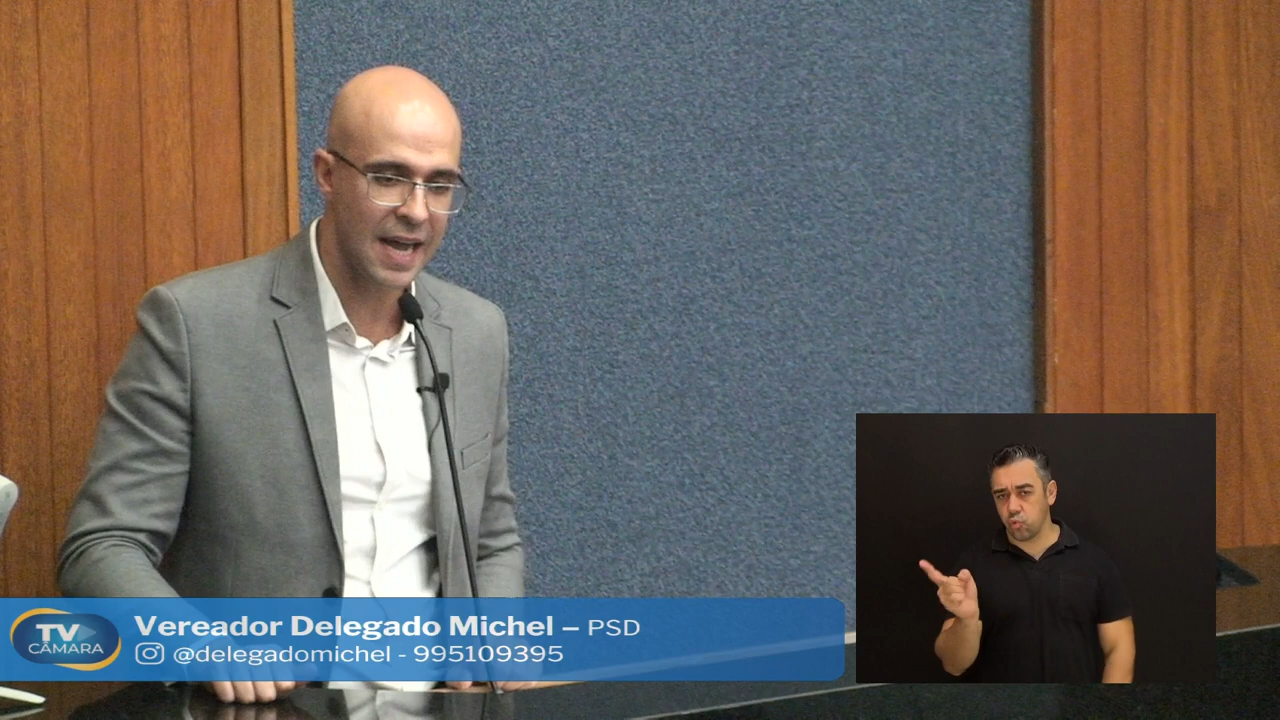 TV
CÂMARA
Vereador Delegado Michel – PSD
@delegadomichel - 995109395